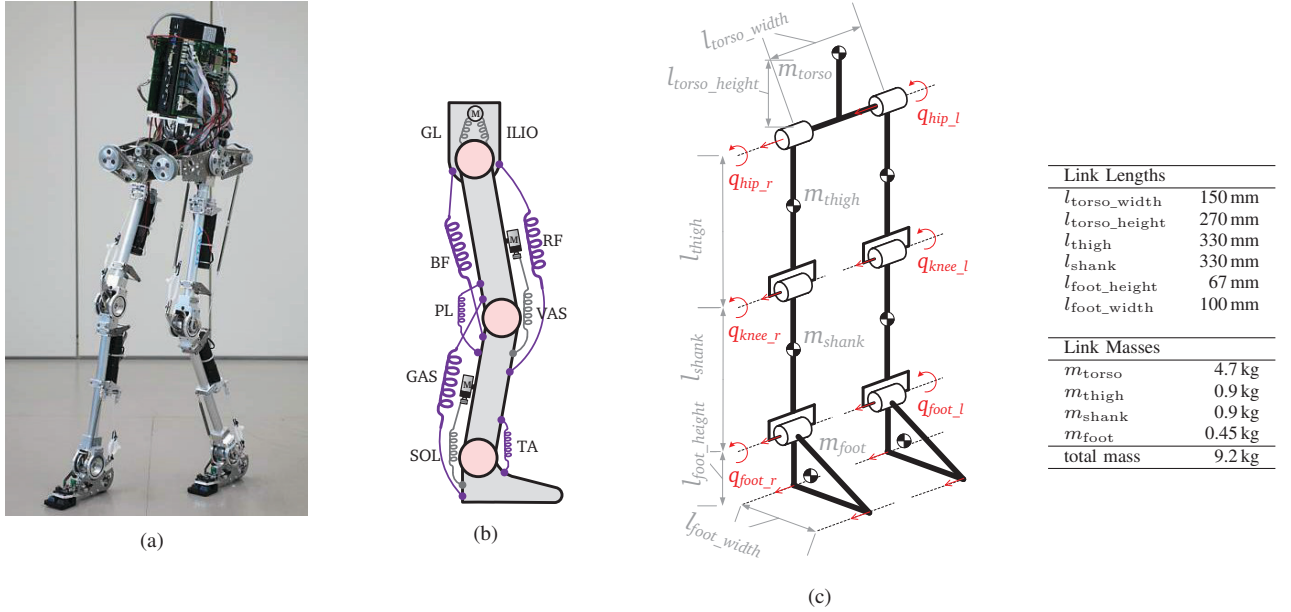 M
GL
ILIO
M
RF
BF
PL
VAS
GAS
M
SOL
TA
(a)
(b)
l_torso_width
l_torso_height
m_torso
q_hip_l
q_hip_r
m_thigh
l_thigh
q_knee_l
q_knee_r
m_shank
l_shank
q_foot_l
m_foot
l_foot_height
q_foot_r
l_foot_width
(c)
Link Lengths
l_torso_width 150 mm
l_torso_height 270 mm
l_thigh 330 mm
l_shank 330 mm
l_foot_height 67 mm
l_foot_width 100 mm
Link Masses
m_torso 4.7 kg
m_thigh 0.9 kg
m_shank 0.9 kg
m_foot 0.45 kg
total mass 9.2 kg